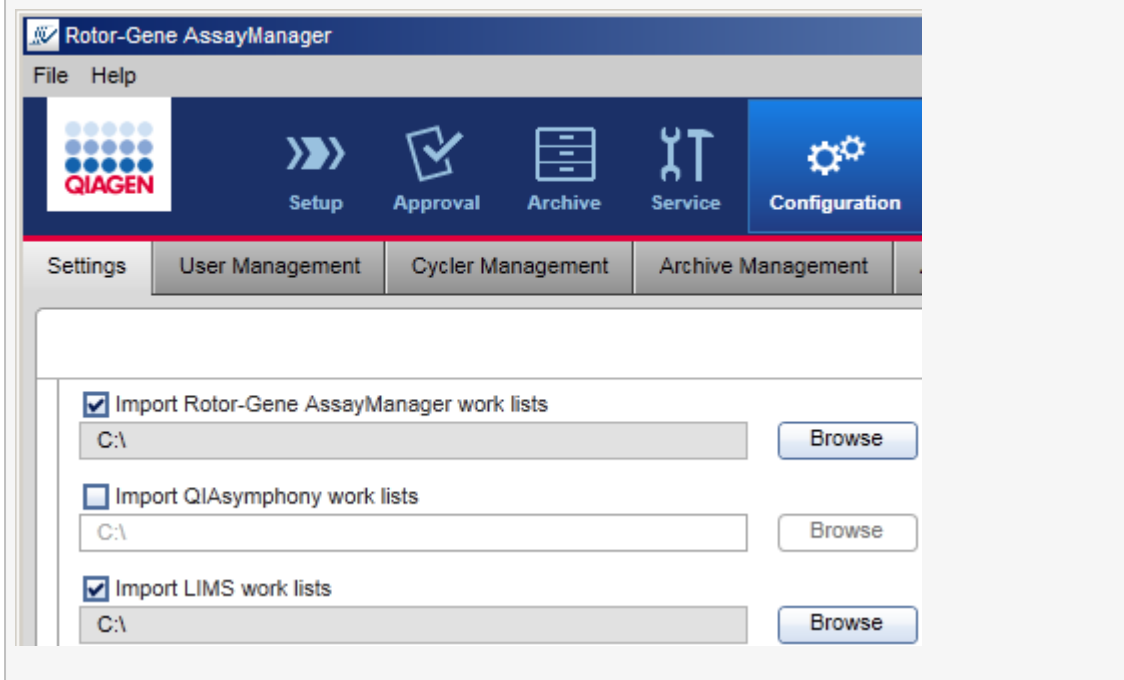 Rotor-Gene AssayManager
File Help
QIAGEN
Setup Approval Archive Service Configuration
Settings User Management Cycler Management Archive Management
Import Rotor-Gene AssayManager work lists
C:\ Browse
Import QIAsymphony work lists
C:\ Browse
Import LIMS work lists
C:\ Browse